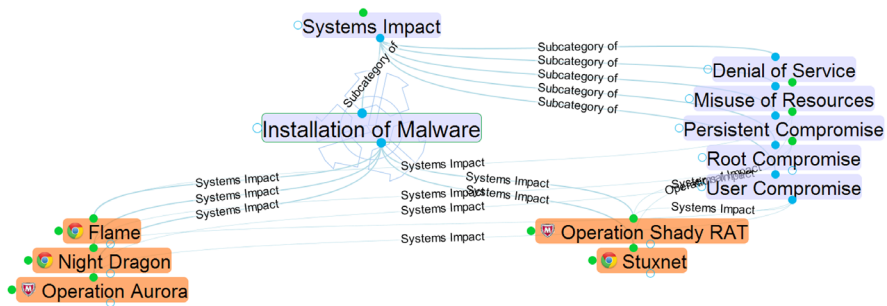 Systems Impact
Subcategory of
Subcategory of
Subcategory of
Subcategory of
Subcategory of
Subcategory of
Denial of Service
Misuse of Resources
Installation of Malware
Persistent Compromise
Root Compromise
User Compromise
Systems Impact
Systems Impact
Systems Impact
Systems Impact
Systems Impact
Systems Impact
Systems Impact
Systems Impact
Systems Impact
Systems Impact
Flame
Operation Shady RAT
Night Dragon
Stuxnet
Operation Aurora